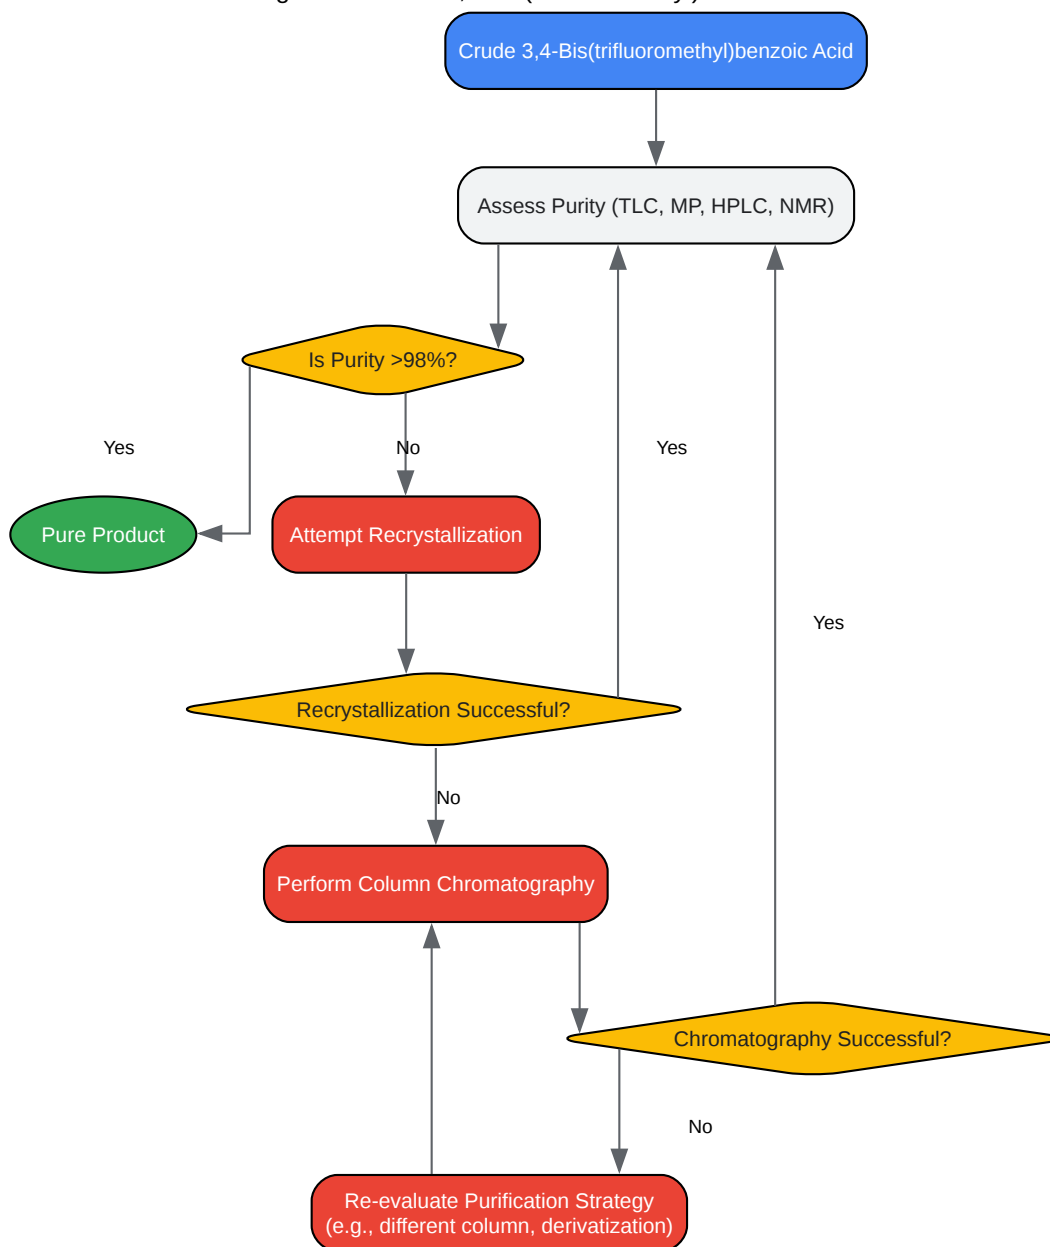 Crude 3,4-Bis(trifluoromethyl)benzoic Acid
Assess Purity (TLC, MP, HPLC, NMR)
Is Purity >98%?
Yes
No
Yes
Pure Product
Attempt Recrystallization
Yes
Recrystallization Successful?
No
Perform Column Chromatography
Chromatography Successful?
No
Re-evaluate Purification Strategy
(e.g., different column, derivatization)